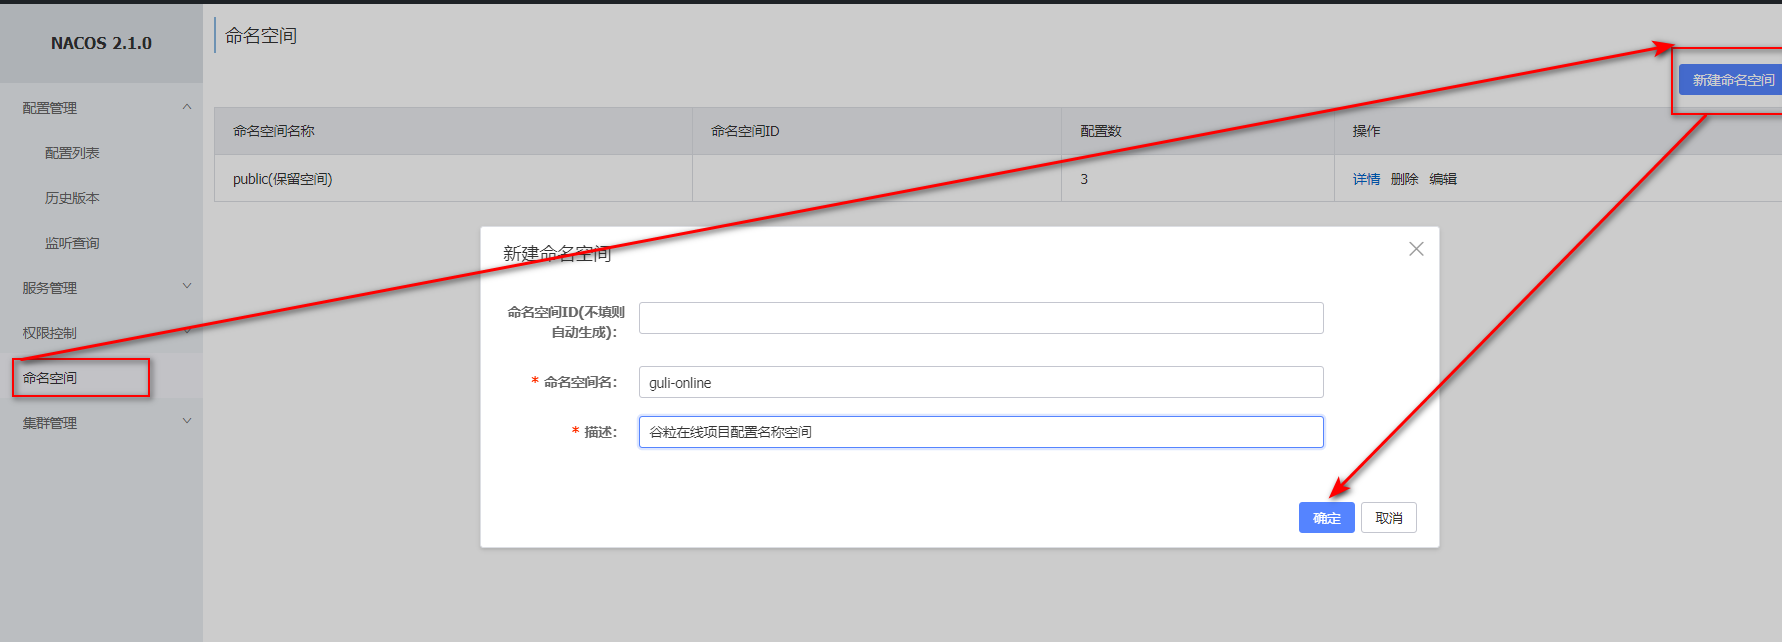 NACOS 2.1.0
配置管理
配置列表
历史版本
监听查询
服务管理
权限控制
命名空间
集群管理
命名空间
新建命名空间
命名空间名称 命名空间ID 配置数 操作
public(保留空间) 3 详情 删除 编辑
新建命名空间
命名空间ID(不填则
自动生成):
* 命名空间名: guli-online
* 描述: 谷粒在线项目配置名称空间
确定 取消